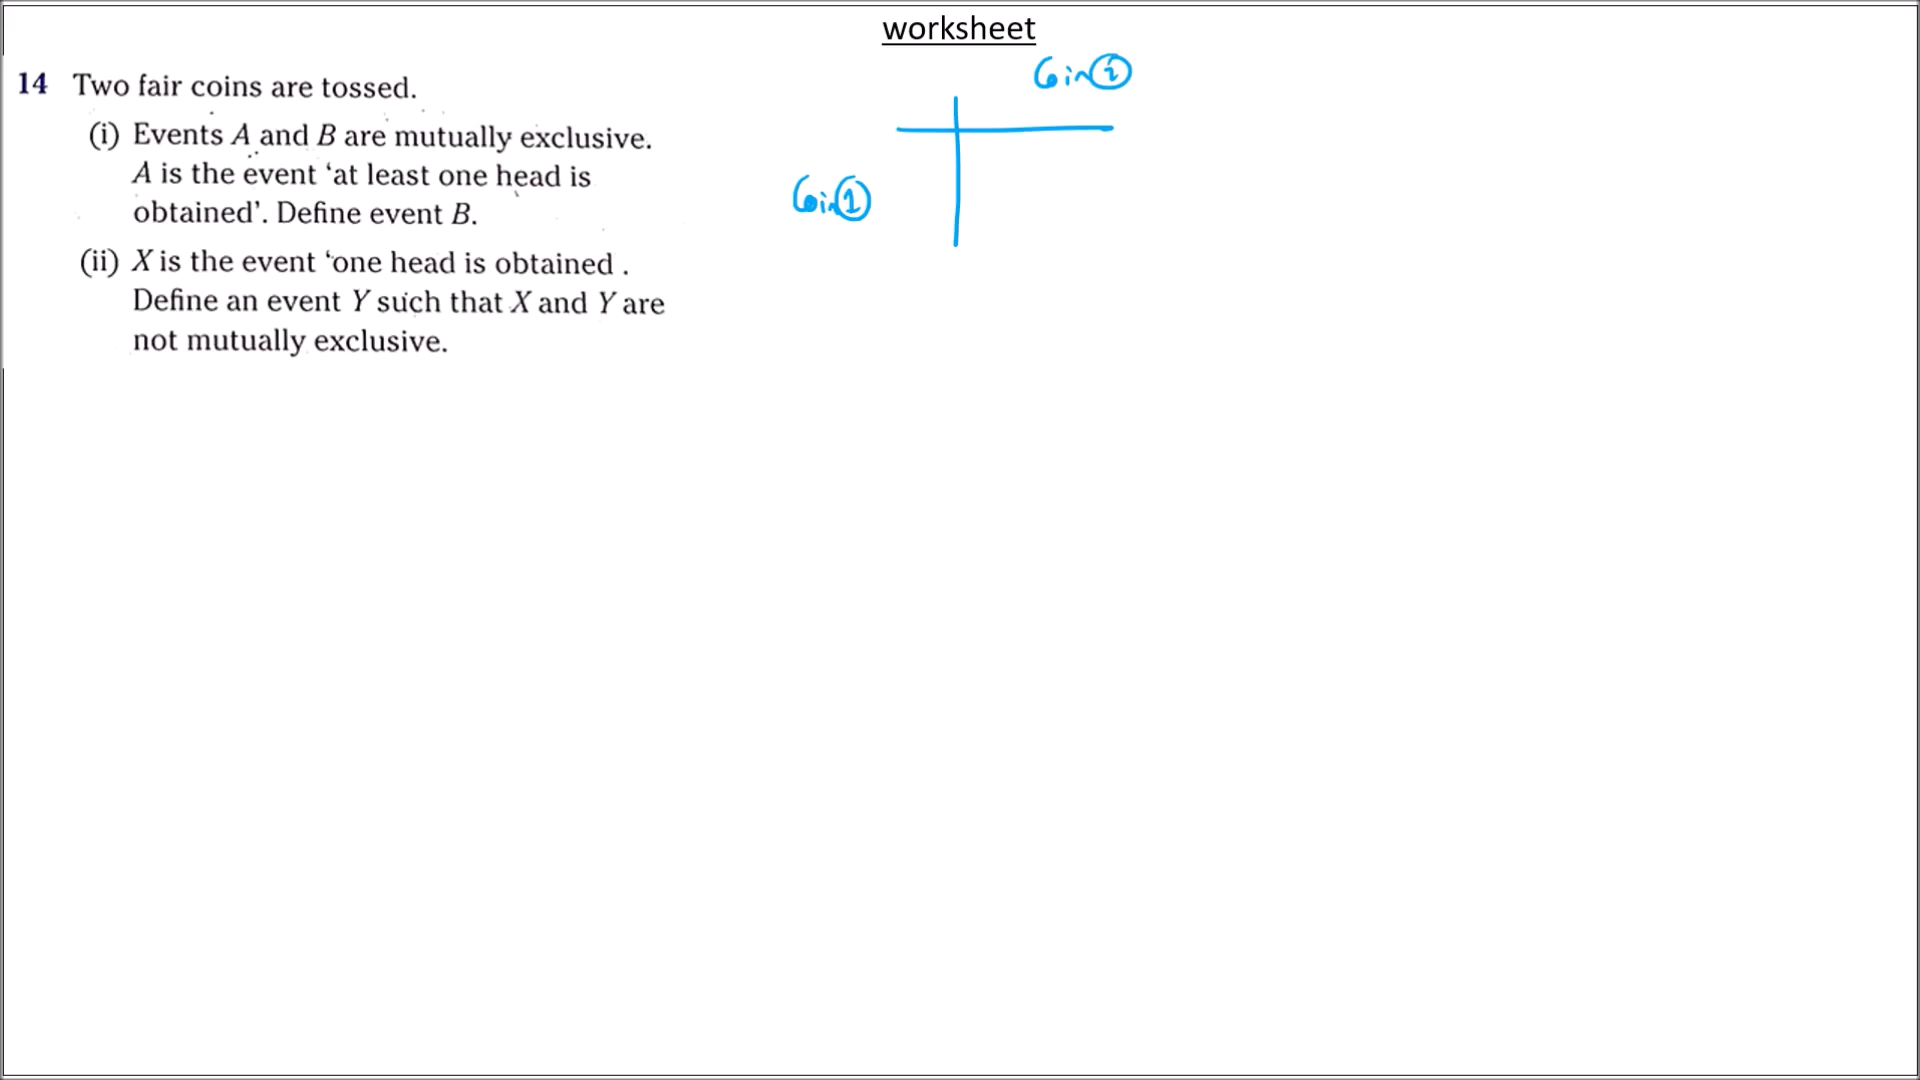 worksheet
14 Two fair coins are tossed.
(i) Events A and B are mutually exclusive.
A is the event ‘at least one head is
obtained’. Define event B.
(ii) X is the event ‘one head is obtained .
Define an event Y such that X and Y are
not mutually exclusive.
Coin 2
Coin 1